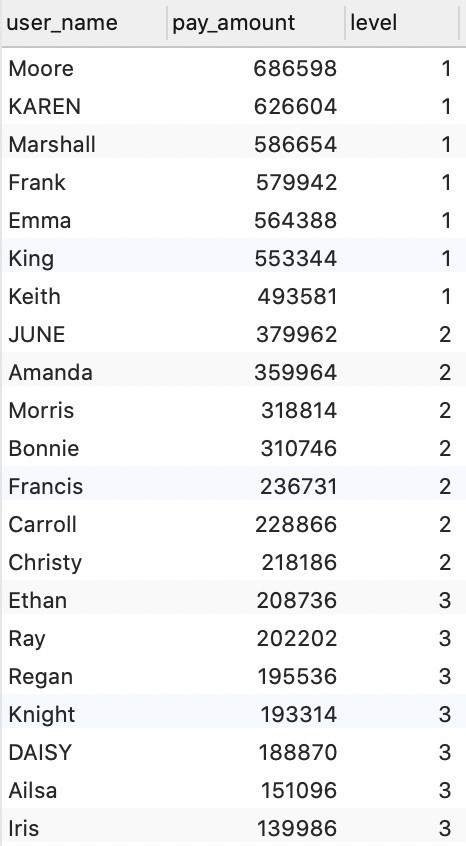 user_name pay_amount level
Moore 686598 1
KAREN 626604 1
Marshall 586654 1
Frank 579942 1
Emma 564388 1
King 553344 1
Keith 493581 1
JUNE 379962 2
Amanda 359964 2
Morris 318814 2
Bonnie 310746 2
Francis 236731 2
Carroll 228866 2
Christy 218186 2
Ethan 208736 3
Ray 202202 3
Regan 195536 3
Knight 193314 3
DAISY 188870 3
Ailsa 151096 3
Iris 139986 3